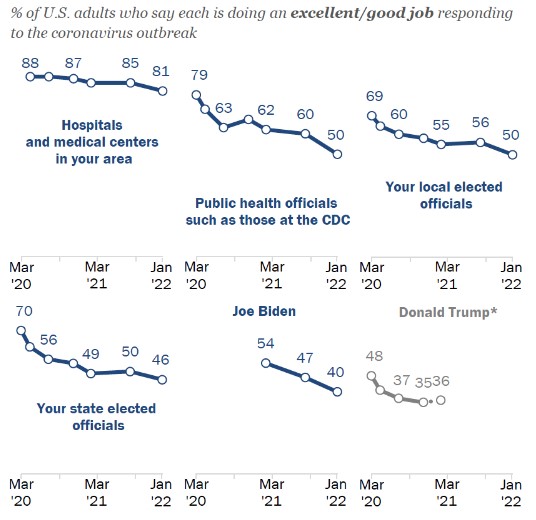 % of U.S. adults who say each is doing an excellent/good job responding
to the coronavirus outbreak
88 87 85 81
Hospitals
and medical centers
in your area
79 63 62 60 50
Public health officials
such as those at the CDC
69 60 55 56 50
Your local elected
officials
Mar Mar Jan
'20 '21 '22
Mar Mar Jan
'20 '21 '22
Mar Mar Jan
'20 '21 '22
70 56 49 50 46
Your state elected
officials
Joe Biden
54 47 40
Donald Trump*
48 37 35 36
Mar Mar Jan
'20 '21 '22
Mar Mar Jan
'20 '21 '22
Mar Mar Jan
'20 '21 '22